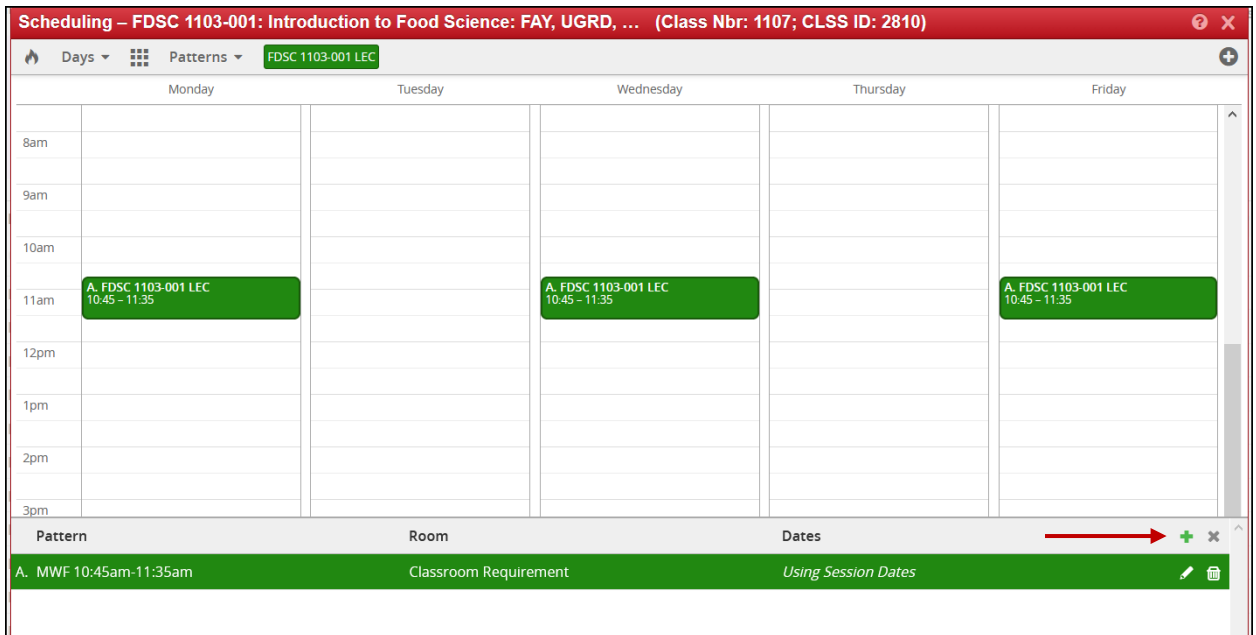 Scheduling – FDSC 1103-001: Introduction to Food Science: FAY, UGRD, … (Class Nbr: 1107; CLSS ID: 2810)
Days Patterns FDSC 1103-001 LEC
Monday Tuesday Wednesday Thursday Friday
8am
9am
10am
A. FDSC 1103-001 LEC A. FDSC 1103-001 LEC A. FDSC 1103-001 LEC
11am 10:45 – 11:35 10:45 – 11:35 10:45 – 11:35
12pm
1pm
2pm
3pm
Pattern Room Dates
A. MWF 10:45am-11:35am Classroom Requirement Using Session Dates